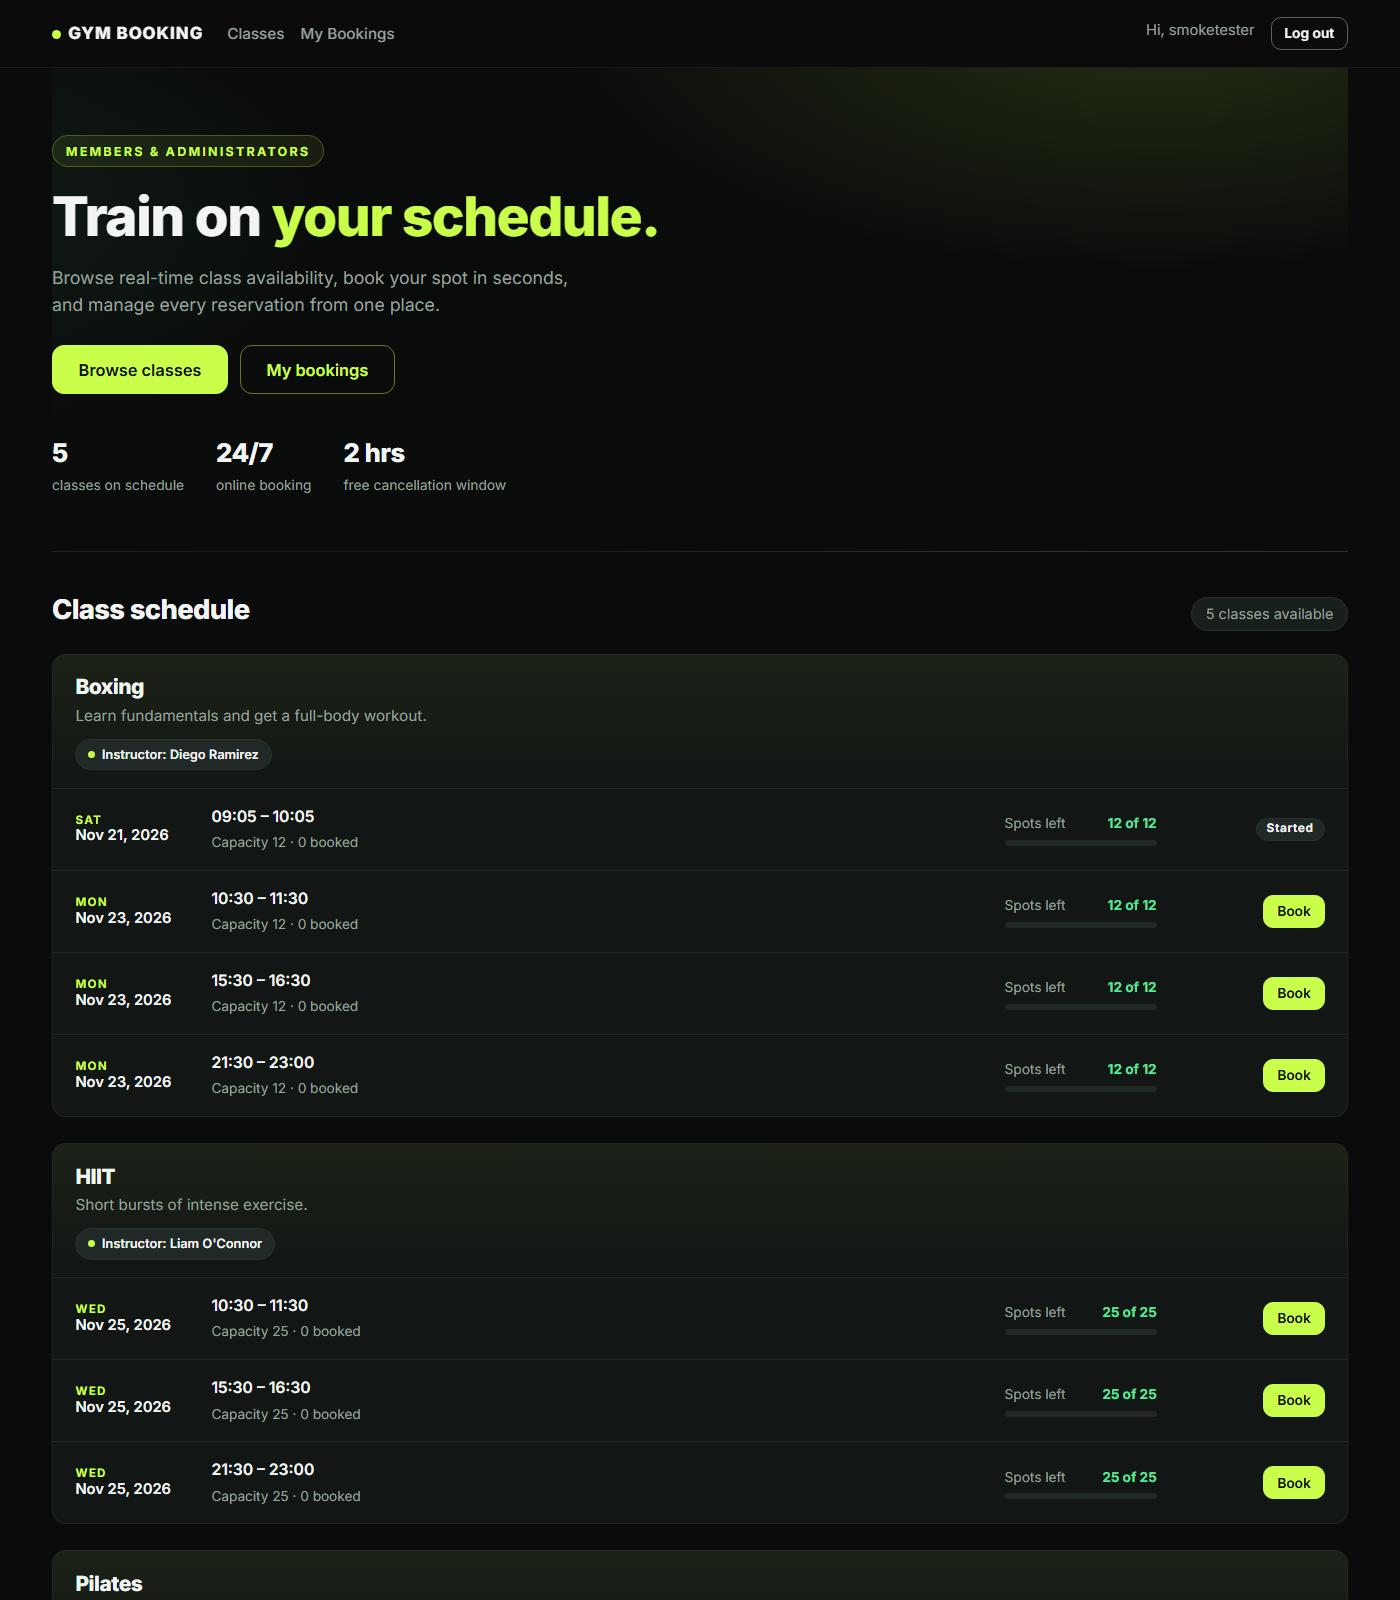 GYM BOOKING Classes My Bookings Hi, smoketester Log out
MEMBERS & ADMINISTRATORS
Train on your schedule.
Browse real-time class availability, book your spot in seconds,
and manage every reservation from one place.
Browse classes My bookings
5 24/7 2 hrs
classes on schedule online booking free cancellation window
Class schedule 5 classes available
Boxing
Learn fundamentals and get a full-body workout.
Instructor: Diego Ramirez
SAT
Nov 21, 2026
09:05 – 10:05
Capacity 12 · 0 booked
Spots left 12 of 12
Started
MON
Nov 23, 2026
10:30 – 11:30
Capacity 12 · 0 booked
Spots left 12 of 12
Book
MON
Nov 23, 2026
15:30 – 16:30
Capacity 12 · 0 booked
Spots left 12 of 12
Book
MON
Nov 23, 2026
21:30 – 23:00
Capacity 12 · 0 booked
Spots left 12 of 12
Book
HIIT
Short bursts of intense exercise.
Instructor: Liam O'Connor
WED
Nov 25, 2026
10:30 – 11:30
Capacity 25 · 0 booked
Spots left 25 of 25
Book
WED
Nov 25, 2026
15:30 – 16:30
Capacity 25 · 0 booked
Spots left 25 of 25
Book
WED
Nov 25, 2026
21:30 – 23:00
Capacity 25 · 0 booked
Spots left 25 of 25
Book
Pilates